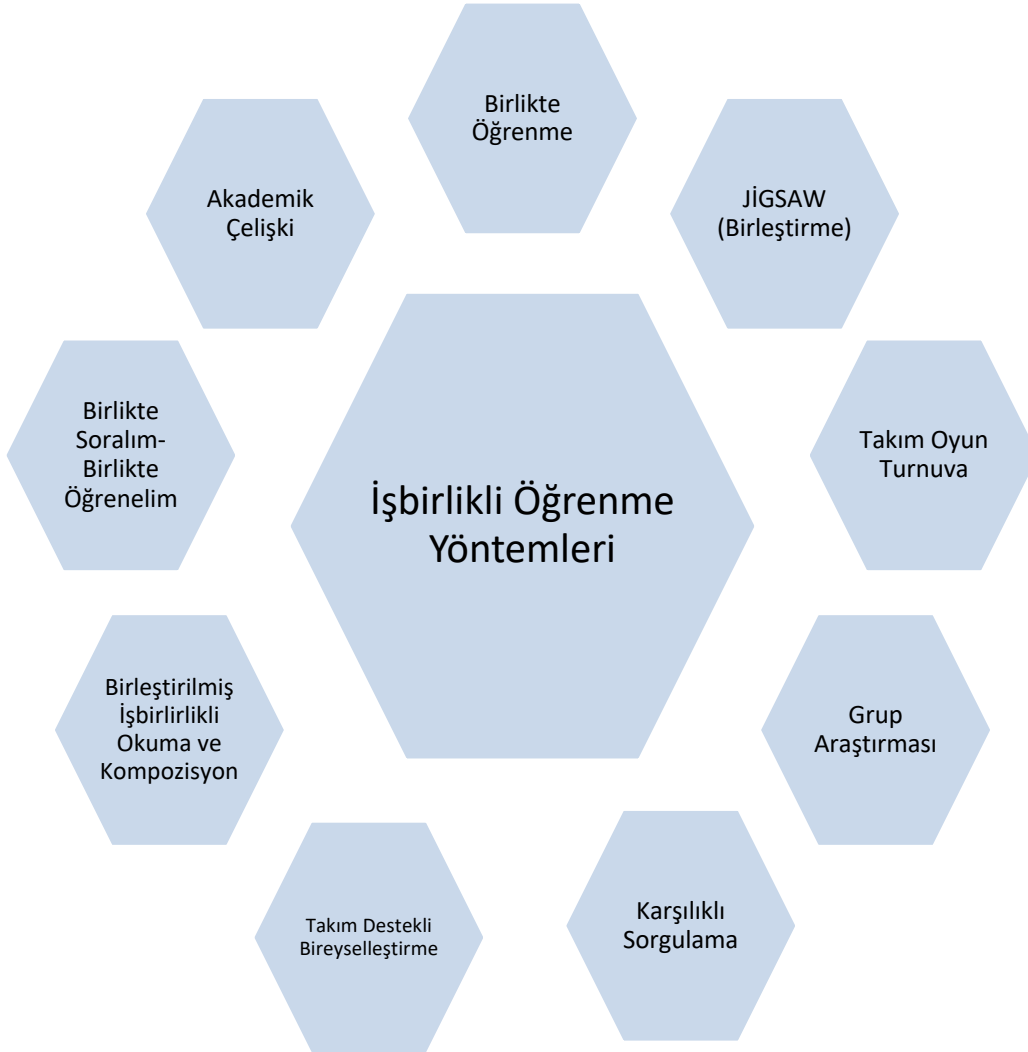 Birlikte
Öğrenme
JİGSAW
(Birleştirme)
Takım Oyun
Turnuva
Grup
Araştırması
Karşılıklı
Sorgulama
Takım Destekli
Bireyselleştirme
Birleştirilmiş
İşbirlirlikli
Okuma ve
Kompozisyon
Birlikte
Soralım-
Birlikte
Öğrenelim
Akademik
Çelişki
İşbirlikli Öğrenme
Yöntemleri